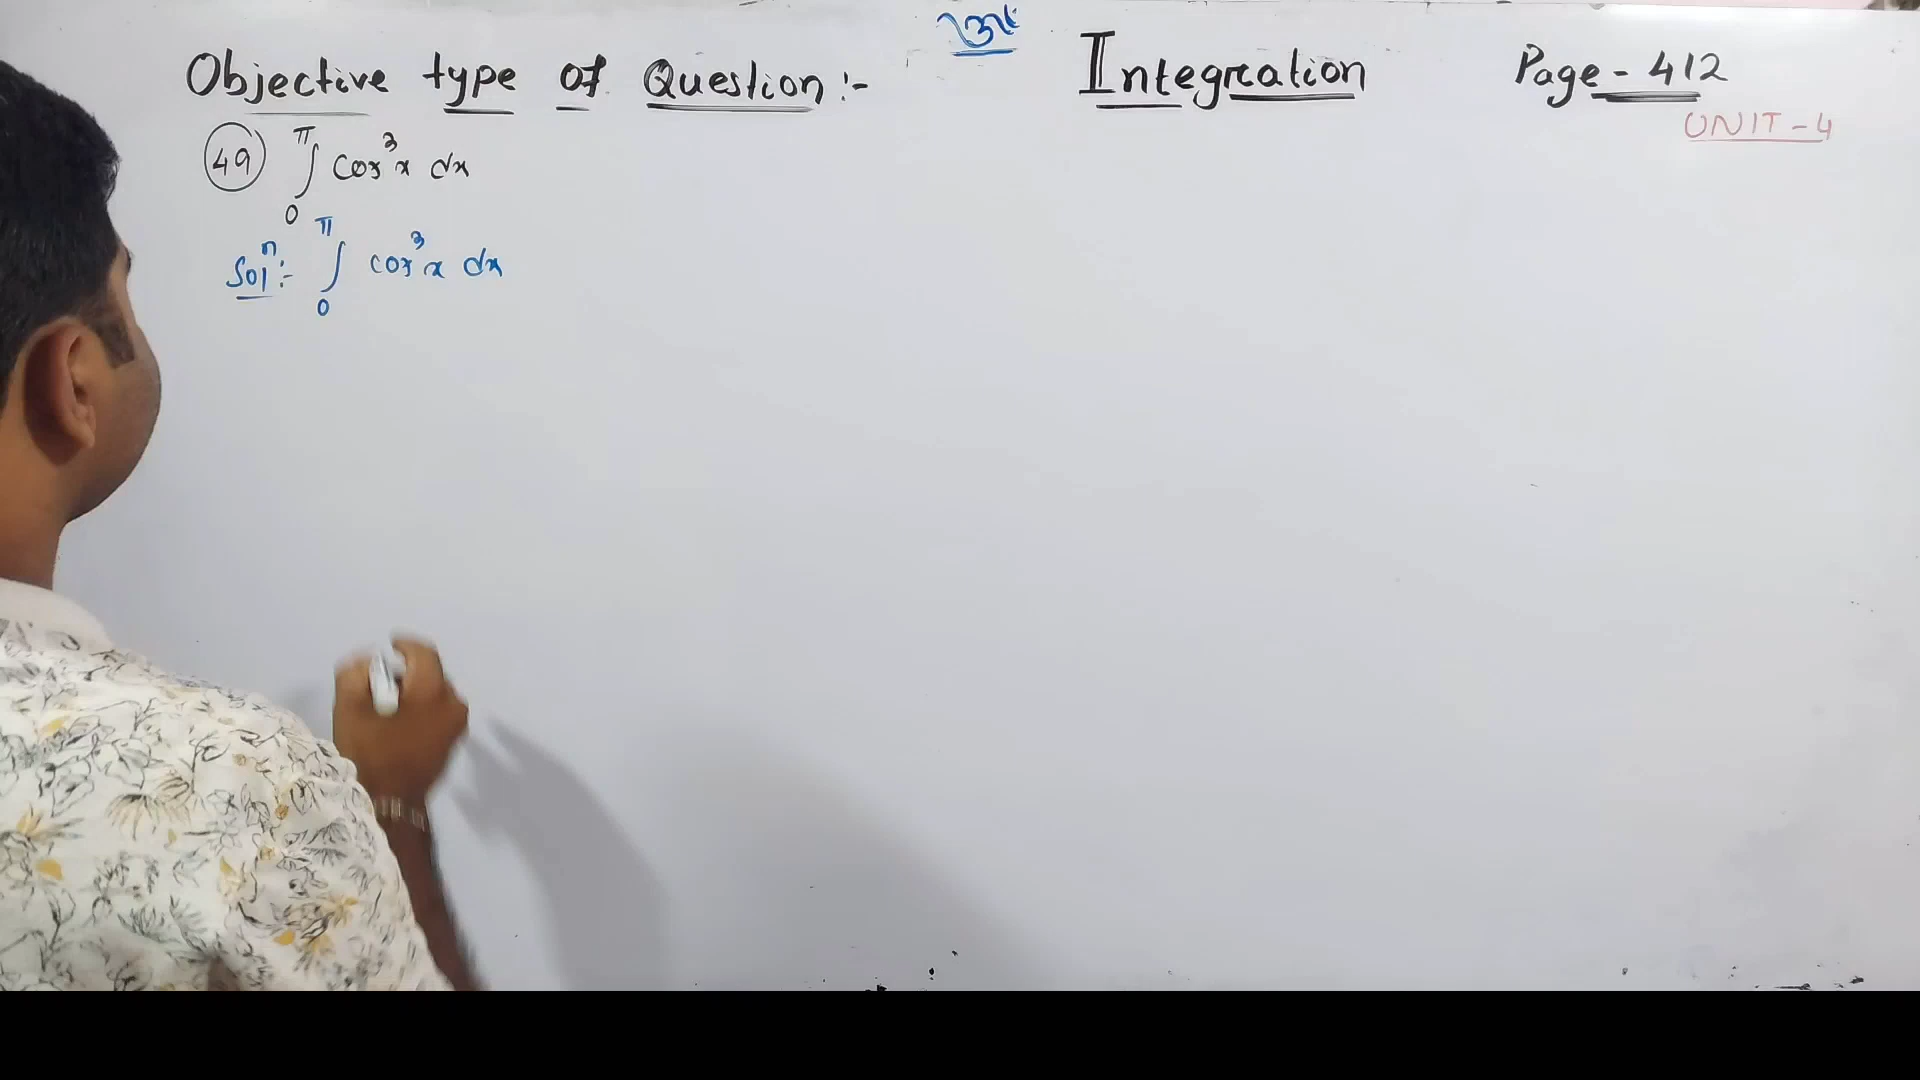 Objective type of Question :- Integration Page - 412
UNIT - 4
49 ∫₀^π Cos³x dx
Solⁿ :- ∫₀^π cos³x dx